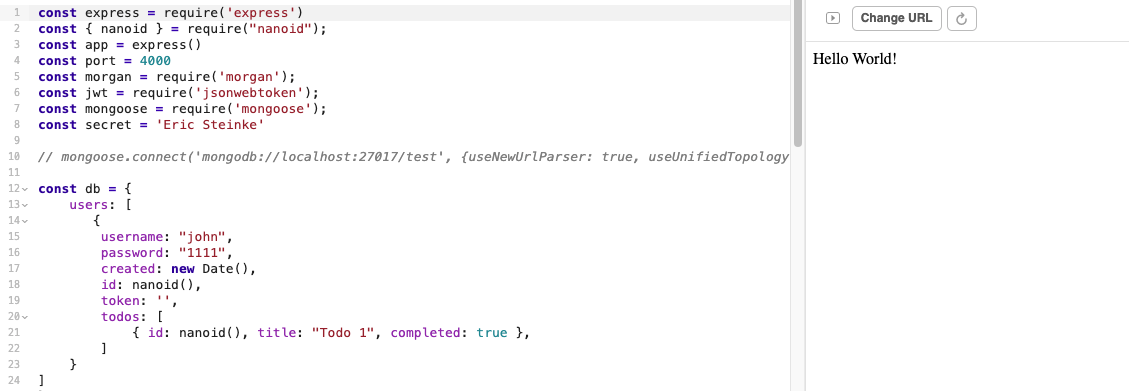 1 const express = require('express')
2 const { nanoid } = require("nanoid");
3 const app = express()
4 const port = 4000
5 const morgan = require('morgan');
6 const jwt = require('jsonwebtoken');
7 const mongoose = require('mongoose');
8 const secret = 'Eric Steinke'
9
10 // mongoose.connect('mongodb://localhost:27017/test', {useNewUrlParser: true, useUnifiedTopology
11
12 const db = {
13     users: [
14        {
15         username: "john",
16         password: "1111",
17         created: new Date(),
18         id: nanoid(),
19         token: '',
20         todos: [
21             { id: nanoid(), title: "Todo 1", completed: true },
22         ]
23     }
24 ]
Change URL
Hello World!